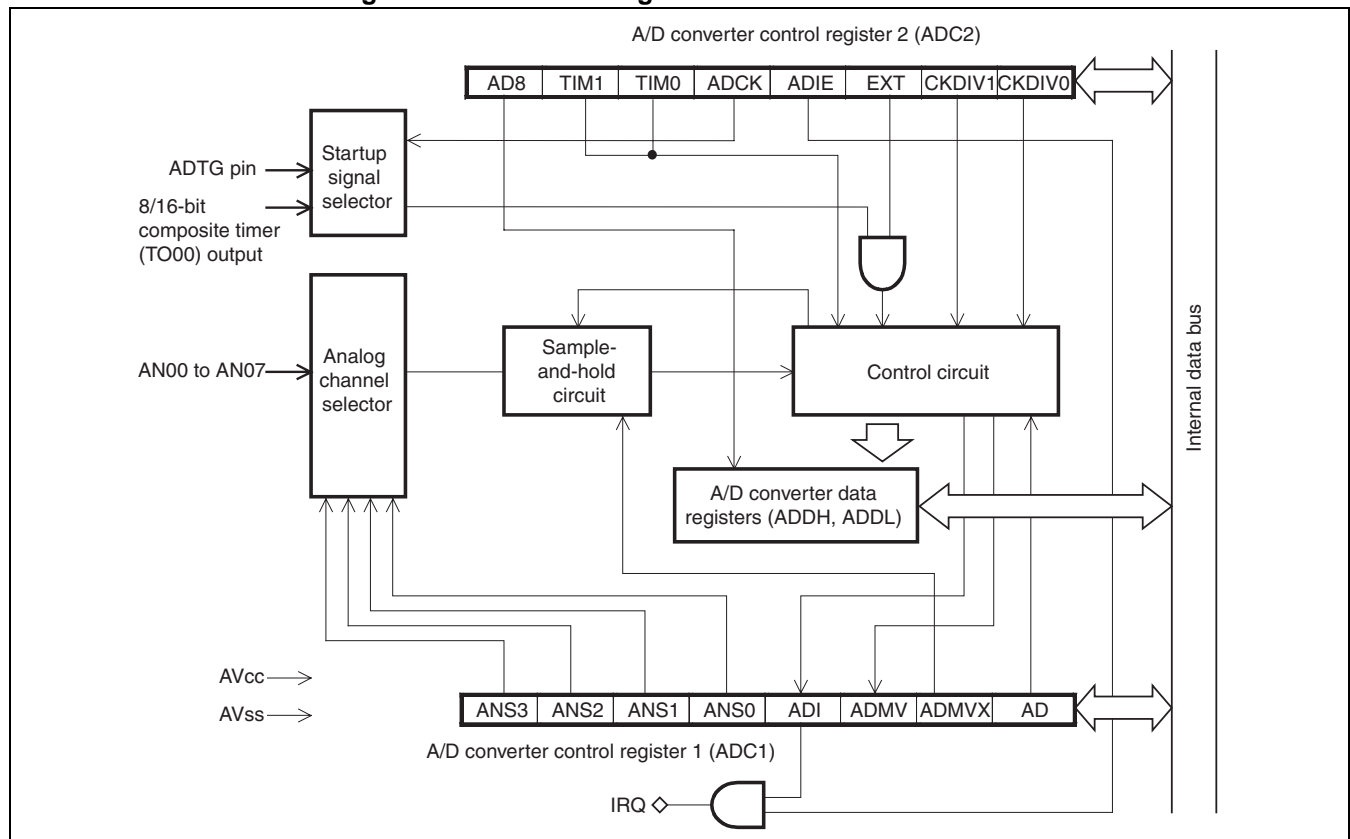 A/D converter control register 2 (ADC2)
AD8 TIM1 TIM0 ADCK ADIE EXT CKDIV1 CKDIV0
Startup
signal
selector
ADTG pin
8/16-bit
composite timer
(TO00) output
Analog
channel
selector
AN00 to AN07
Sample-
and-hold
circuit
Control circuit
Internal data bus
A/D converter data
registers (ADDH, ADDL)
AVcc
AVss
ANS3 ANS2 ANS1 ANS0 ADI ADMV ADMVX AD
A/D converter control register 1 (ADC1)
IRQ